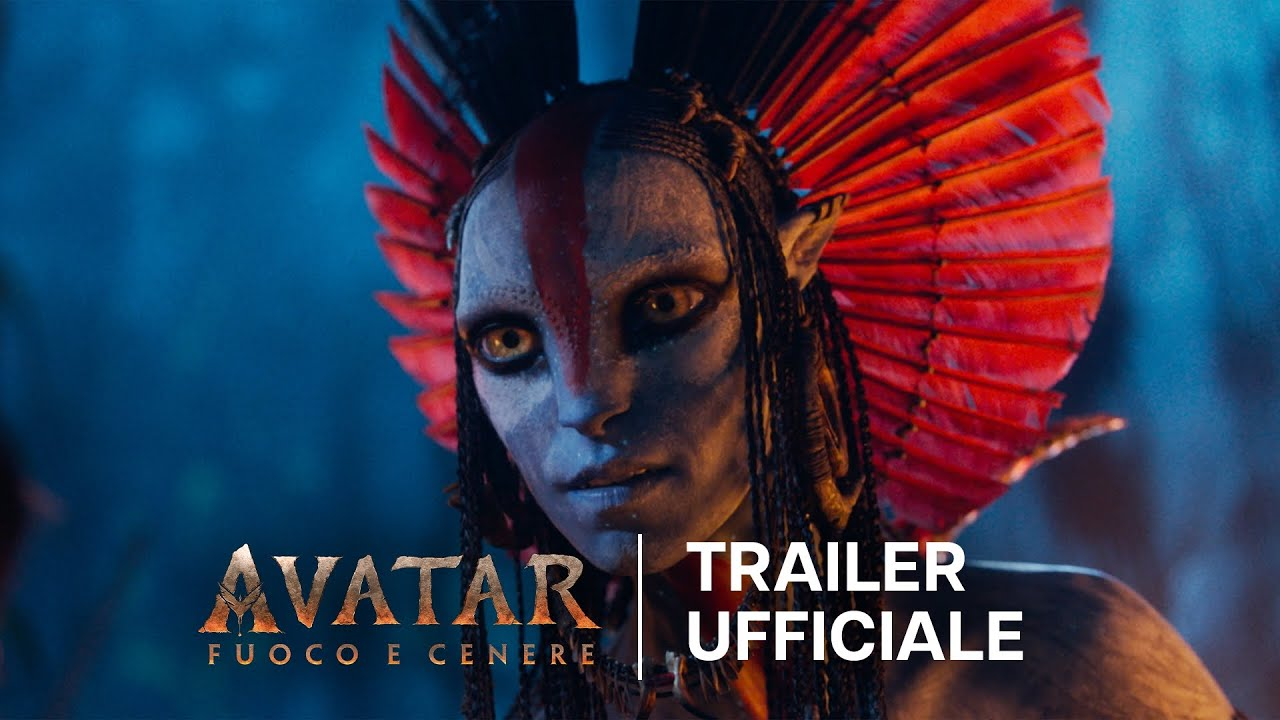 AVATAR
FUOCO E CENERE
TRAILER
UFFICIALE